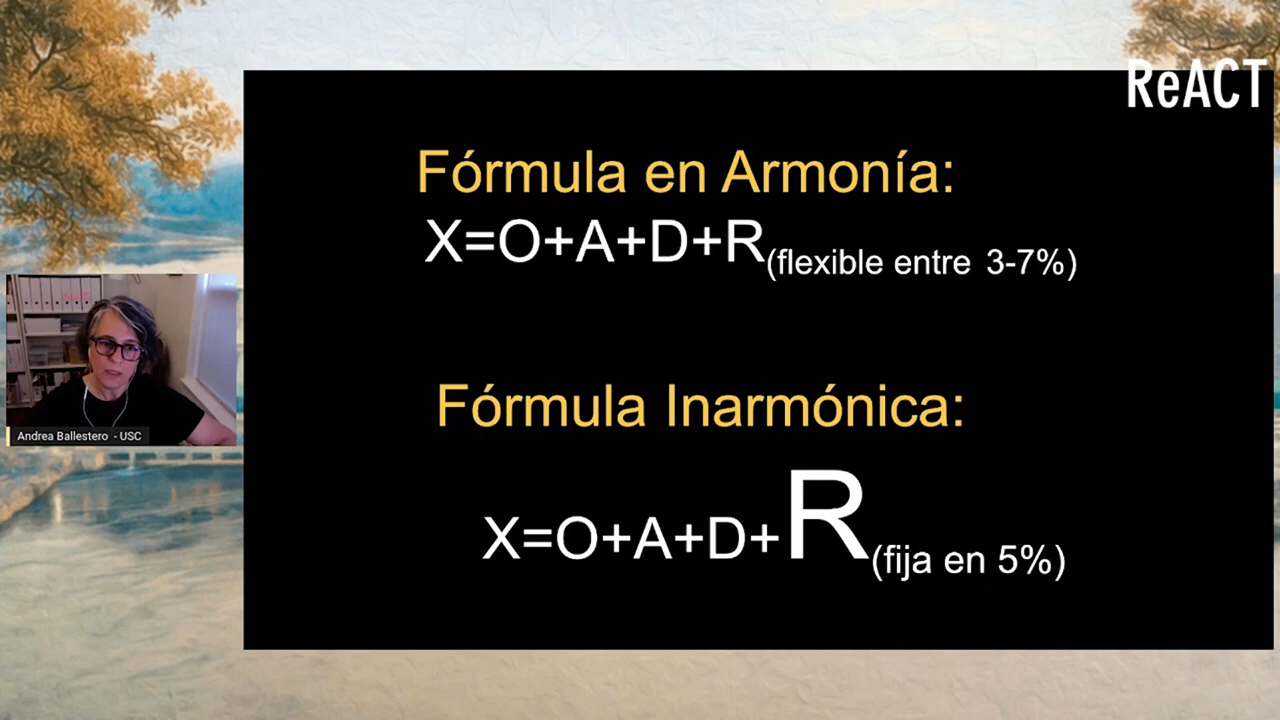 ReACT
Fórmula en Armonía:
X=O+A+D+R(flexible entre 3-7%)
Fórmula Inarmónica:
X=O+A+D+R(fija en 5%)
Andrea Ballestero - USC